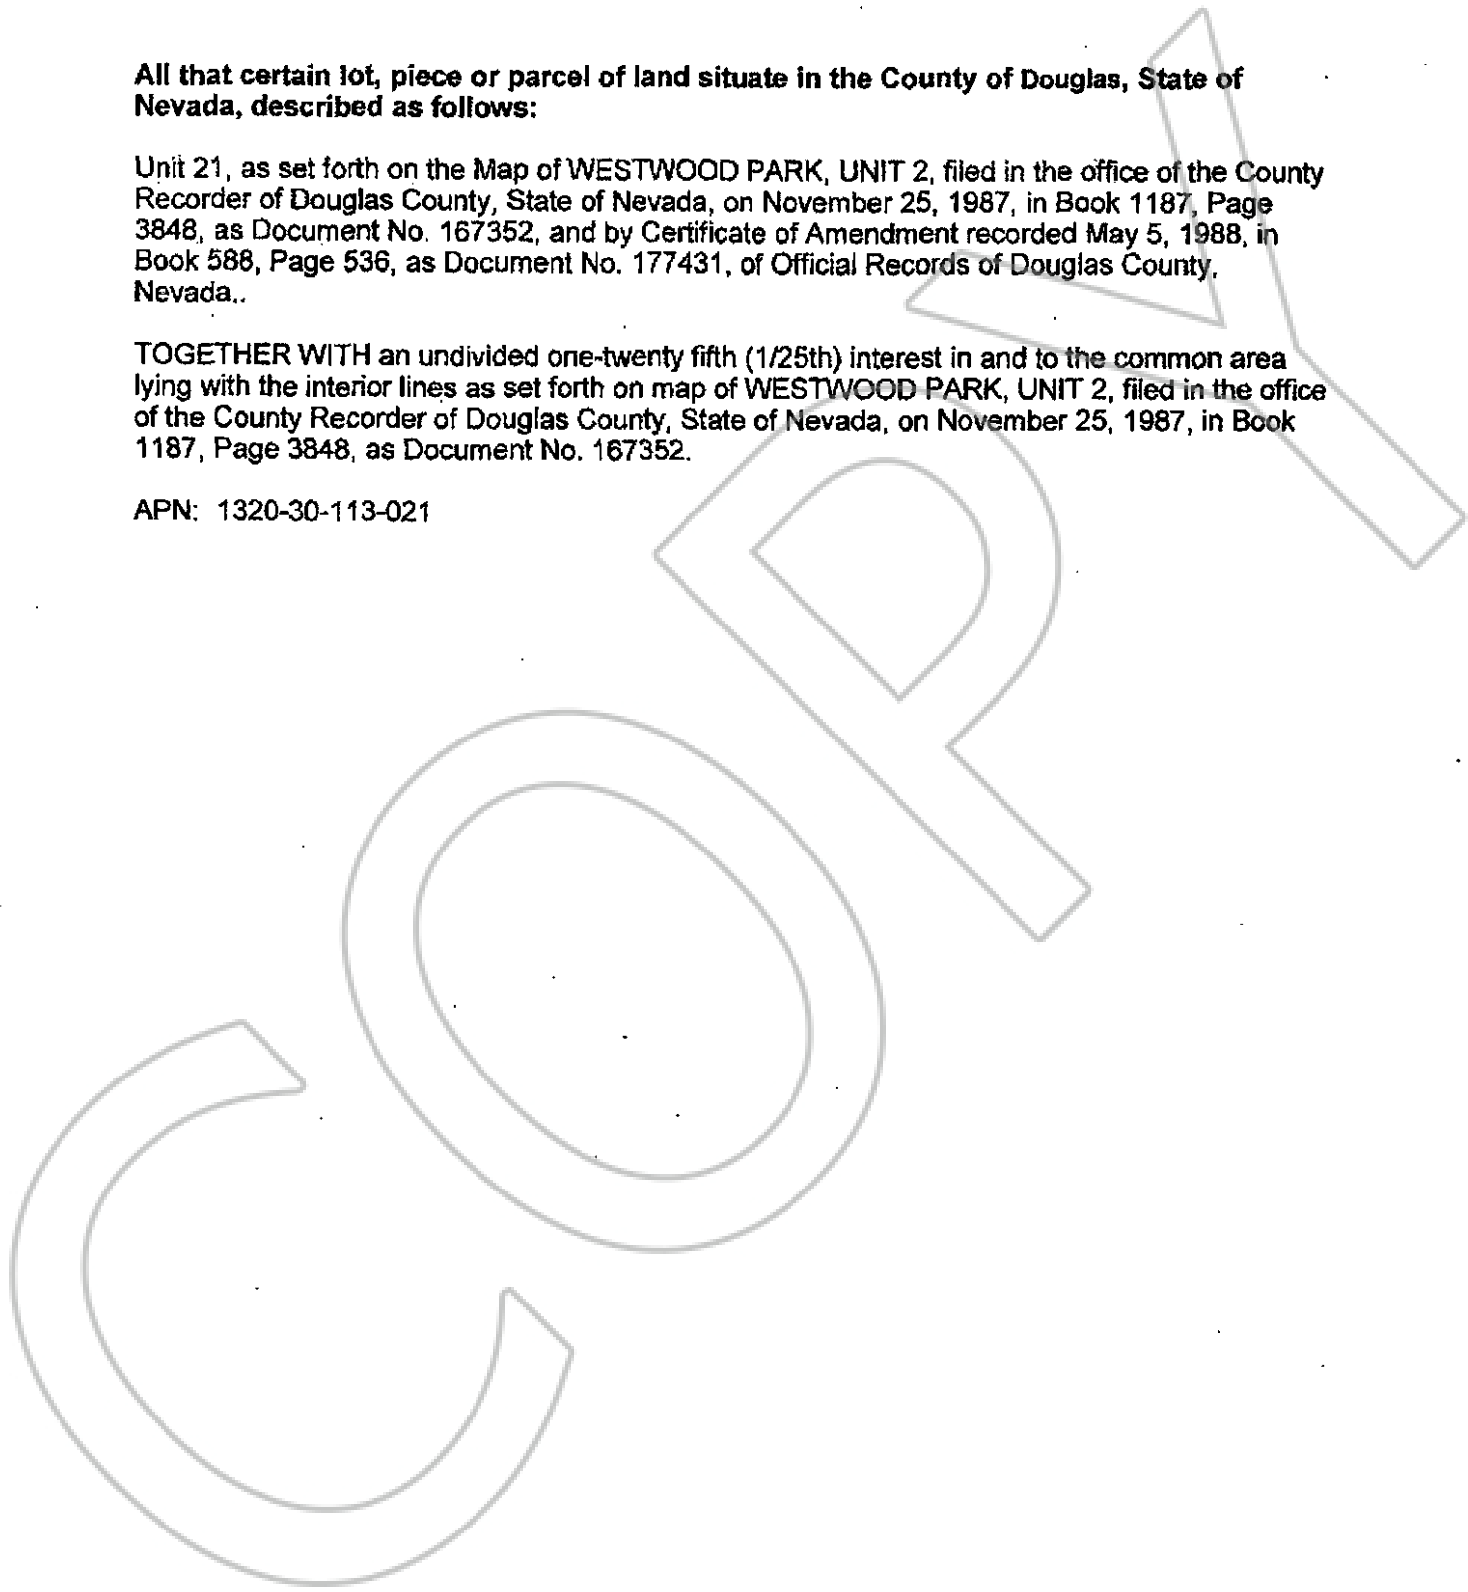 All that certain lot, piece or parcel of land situate in the County of Douglas, State of
Nevada, described as follows:
Unit 21, as set forth on the Map of WESTWOOD PARK, UNIT 2, filed in the office of the County
Recorder of Douglas County, State of Nevada, on November 25, 1987, in Book 1187, Page
3848, as Document No. 167352, and by Certificate of Amendment recorded May 5, 1988, in
Book 588, Page 536, as Document No. 177431, of Official Records of Douglas County,
Nevada..
TOGETHER WITH an undivided one-twenty fifth (1/25th) interest in and to the common area
lying with the interior lines as set forth on map of WESTWOOD PARK, UNIT 2, filed in the office
of the County Recorder of Douglas County, State of Nevada, on November 25, 1987, in Book
1187, Page 3848, as Document No. 167352.
APN: 1320-30-113-021
COPY